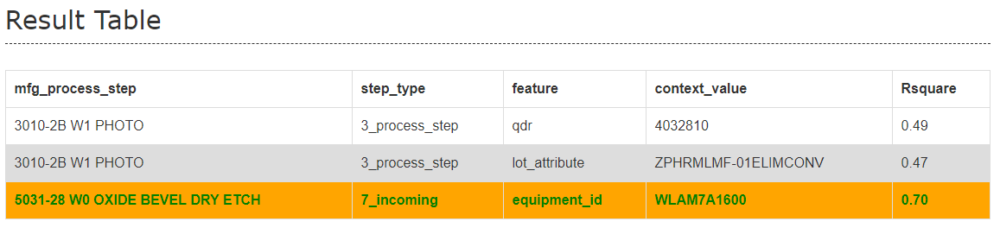 Result Table
mfg_process_step step_type feature context_value Rsquare
3010-2B W1 PHOTO 3_process_step qdr 4032810 0.49
3010-2B W1 PHOTO 3_process_step lot_attribute ZPHRMLMF-01ELIMCONV 0.47
5031-28 W0 OXIDE BEVEL DRY ETCH 7_incoming equipment_id WLAM7A1600 0.70